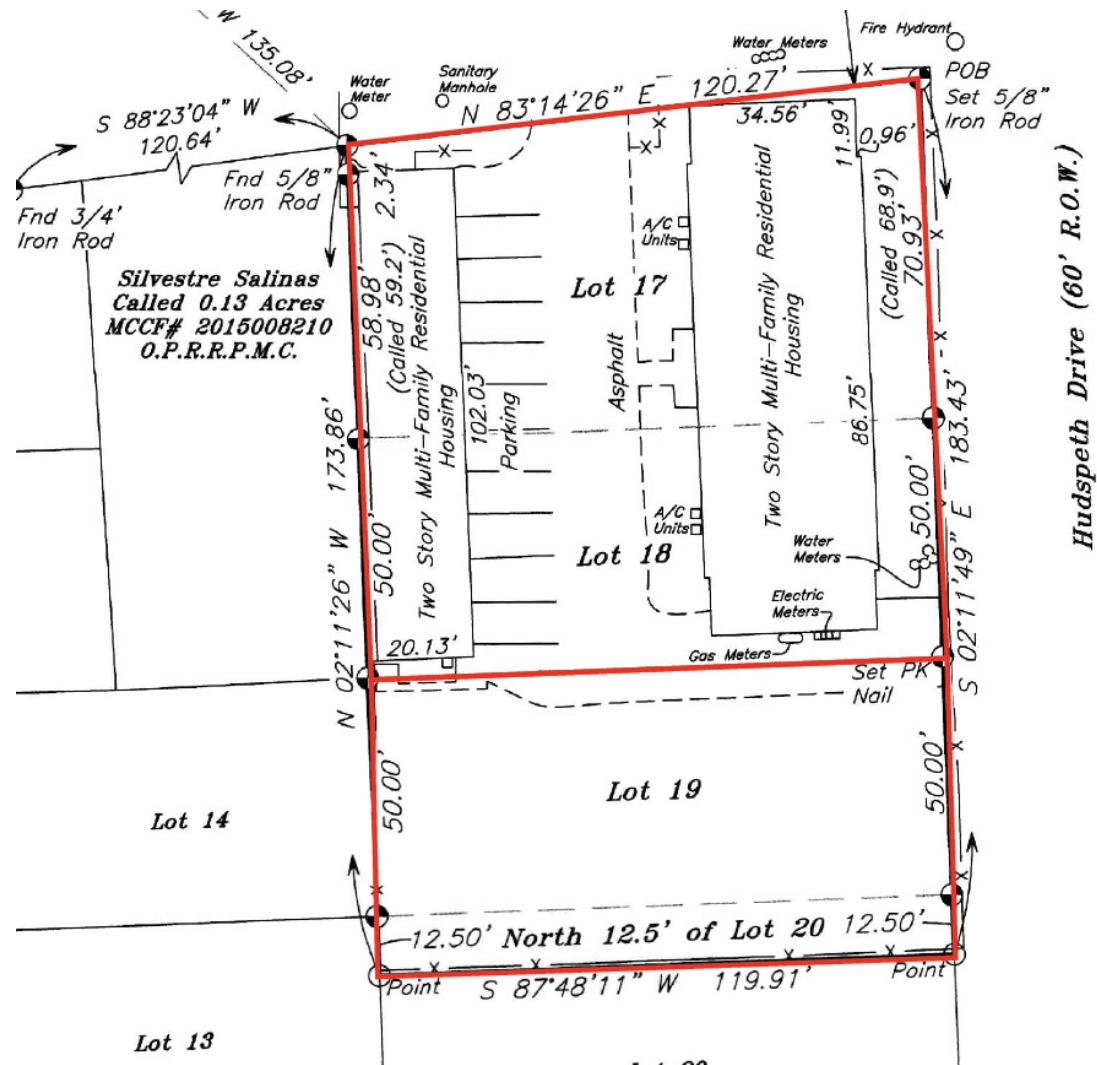 W 135.08'
Water Meters
Fire Hydrant
POB
Set 5/8"
Iron Rod
Water
Meter
Sanitary
Manhole
N 83°14'26" E 120.27'
S 88°23'04" W
120.64'
34.56'
11.99'
0.96'
Fnd 5/8"
Iron Rod
2.34'
Fnd 3/4'
Iron Rod
A/C
Units
(Called 68.9')
70.93'
Silvestre Salinas
Called 0.13 Acres
MCCF# 2015008210
O.P.R.R.P.M.C.
58.98'
(Called 59.2')
Two Story Multi-Family Residential
Housing
102.03'
Parking
Lot 17
Asphalt
Two Story Multi-Family Residential
Housing
86.75'
Hudspeth Drive (60' R.O.W.)
N 02°11'26" W 173.86'
S 02°11'49" E 183.43'
50.00'
50.00'
A/C
Units
Lot 18
Water
Meters
Electric
Meters
20.13'
Gas Meters
Set PK
Nail
50.00'
Lot 19
50.00'
Lot 14
12.50' North 12.5' of Lot 20 12.50'
Point
S 87°48'11" W 119.91'
Point
Lot 13